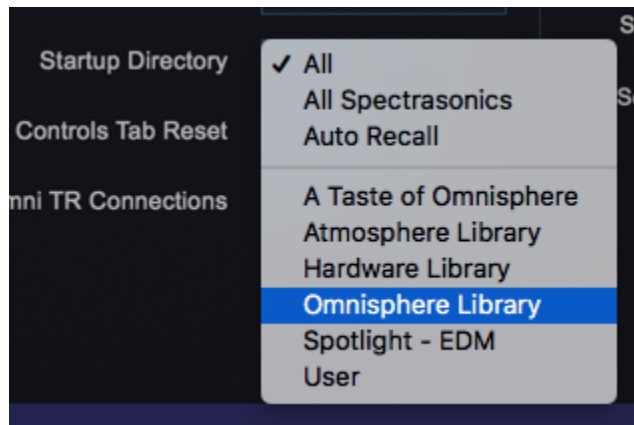 Startup Directory
✓ All
All Spectrasonics
Controls Tab Reset
Auto Recall
mni TR Connections
A Taste of Omnisphere
Atmosphere Library
Hardware Library
Omnisphere Library
Spotlight - EDM
User